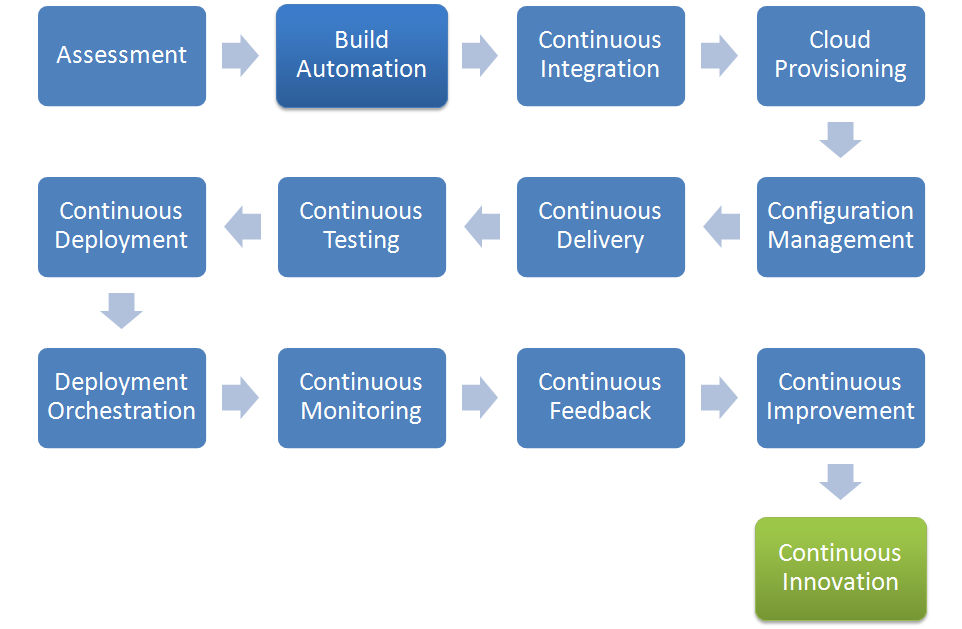 Assessment
Build
Automation
Continuous
Integration
Cloud
Provisioning
Configuration
Management
Continuous
Delivery
Continuous
Testing
Continuous
Deployment
Deployment
Orchestration
Continuous
Monitoring
Continuous
Feedback
Continuous
Improvement
Continuous
Innovation